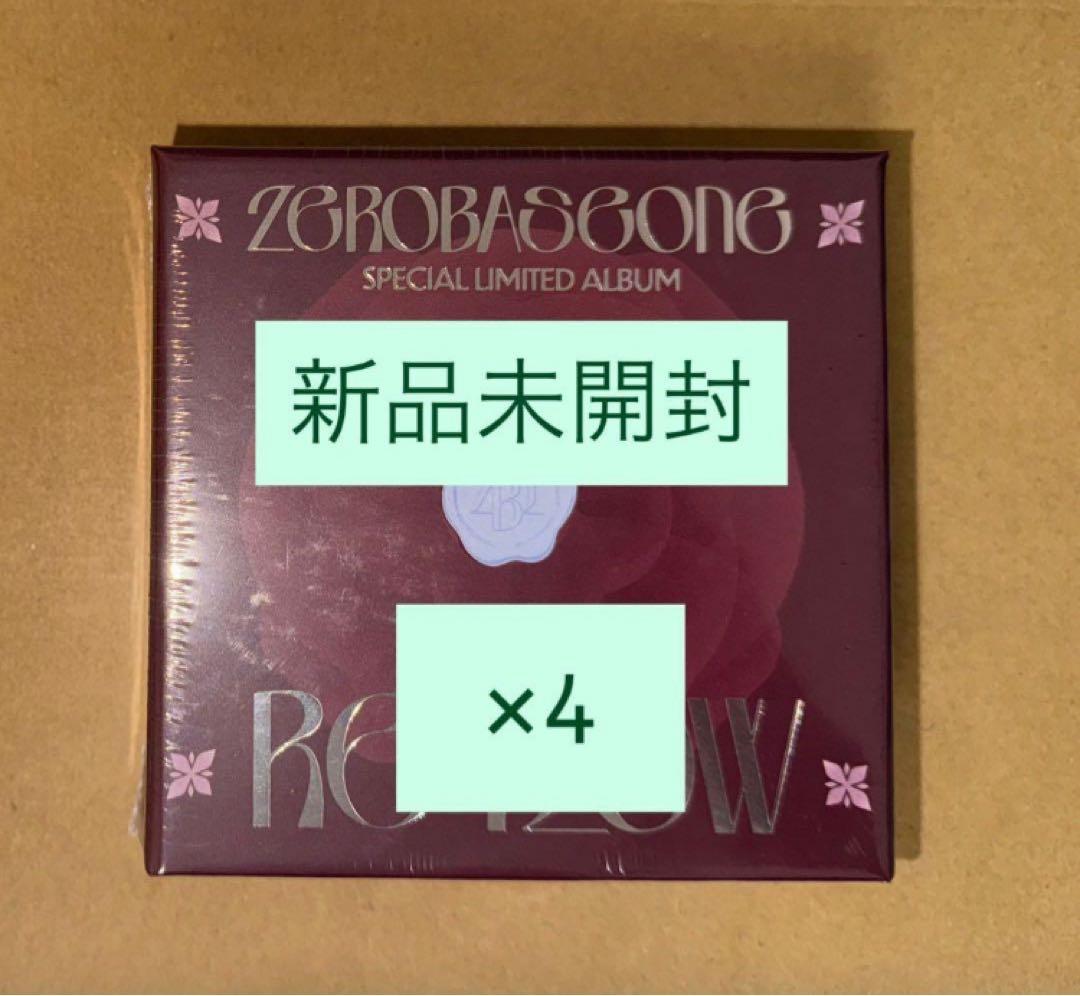 ZEROBASEONE
SPECIAL LIMITED ALBUM
新品未開封
×4